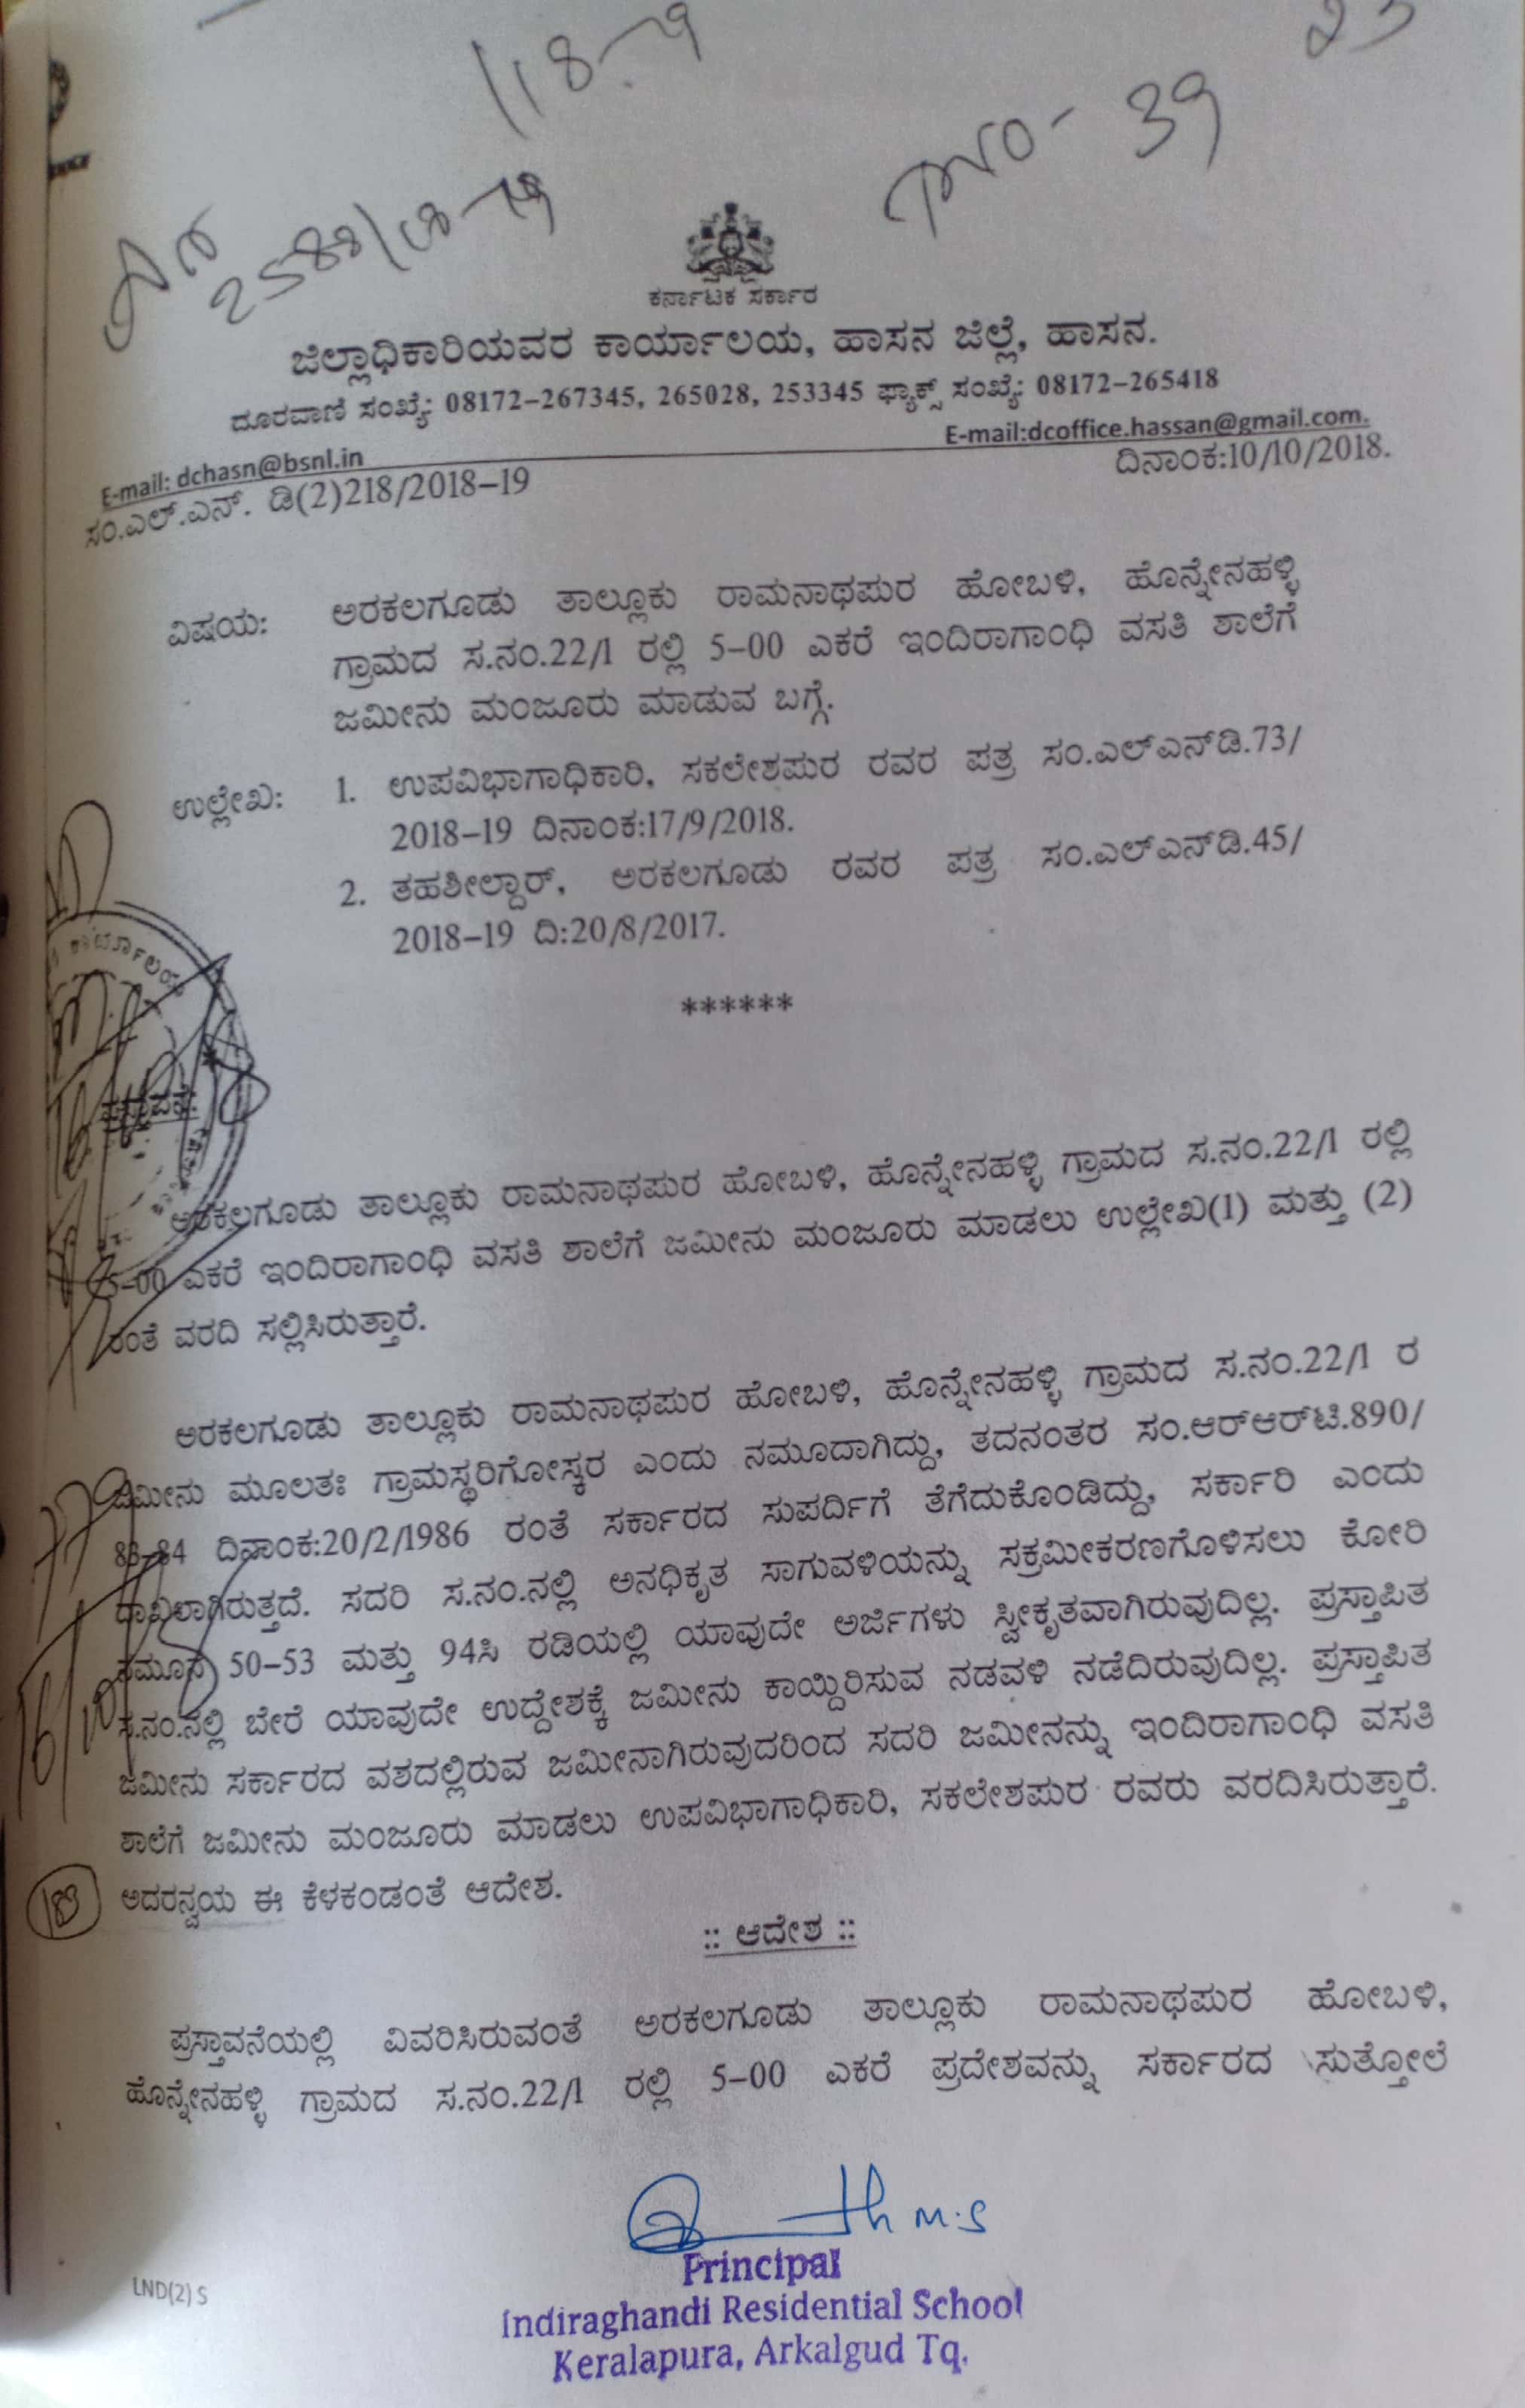 118-9
23
2588/18-19
39
ಕರ್ನಾಟಕ ಸರ್ಕಾರ
ಜಿಲ್ಲಾಧಿಕಾರಿಯವರ ಕಾರ್ಯಾಲಯ, ಹಾಸನ ಜಿಲ್ಲೆ, ಹಾಸನ.
ದೂರವಾಣಿ ಸಂಖ್ಯೆ: 08172-267345, 265028, 253345 ಫ್ಯಾಕ್ಸ್ ಸಂಖ್ಯೆ: 08172-265418
E-mail: dchasn@bsnl.in E-mail:dcoffice.hassan@gmail.com.
ಸಂ.ಎಲ್.ಎನ್. ಡಿ(2)218/2018-19 ದಿನಾಂಕ:10/10/2018.
ವಿಷಯ: ಅರಕಲಗೂಡು ತಾಲ್ಲೂಕು ರಾಮನಾಥಪುರ ಹೋಬಳಿ, ಹೊನ್ನೇನಹಳ್ಳಿ
ಗ್ರಾಮದ ಸ.ನಂ.22/1 ರಲ್ಲಿ 5-00 ಎಕರೆ ಇಂದಿರಾಗಾಂಧಿ ವಸತಿ ಶಾಲೆಗೆ
ಜಮೀನು ಮಂಜೂರು ಮಾಡುವ ಬಗ್ಗೆ.
ಉಲ್ಲೇಖ: 1. ಉಪವಿಭಾಗಾಧಿಕಾರಿ, ಸಕಲೇಶಪುರ ರವರ ಪತ್ರ ಸಂ.ಎಲ್ಎನ್‌ಡಿ.73/
2018-19 ದಿನಾಂಕ:17/9/2018.
2. ತಹಶೀಲ್ದಾರ್, ಅರಕಲಗೂಡು ರವರ ಪತ್ರ ಸಂ.ಎಲ್ಎನ್‌ಡಿ.45/
2018-19 ದಿ:20/8/2017.
******
ಕಾರ್ಯಾಲಯ
ಪ್ರಸ್ತಾವನೆ:
ಅರಕಲಗೂಡು ತಾಲ್ಲೂಕು ರಾಮನಾಥಪುರ ಹೋಬಳಿ, ಹೊನ್ನೇನಹಳ್ಳಿ ಗ್ರಾಮದ ಸ.ನಂ.22/1 ರಲ್ಲಿ
5-00 ಎಕರೆ ಇಂದಿರಾಗಾಂಧಿ ವಸತಿ ಶಾಲೆಗೆ ಜಮೀನು ಮಂಜೂರು ಮಾಡಲು ಉಲ್ಲೇಖ(1) ಮತ್ತು (2)
ರಂತೆ ವರದಿ ಸಲ್ಲಿಸಿರುತ್ತಾರೆ.
ಅರಕಲಗೂಡು ತಾಲ್ಲೂಕು ರಾಮನಾಥಪುರ ಹೋಬಳಿ, ಹೊನ್ನೇನಹಳ್ಳಿ ಗ್ರಾಮದ ಸ.ನಂ.22/1 ರ
ಜಮೀನು ಮೂಲತಃ ಗ್ರಾಮಸ್ಥರಿಗೋಸ್ಕರ ಎಂದು ನಮೂದಾಗಿದ್ದು, ತದನಂತರ ಸಂ.ಆರ್ಆರ್‌ಟಿ.890/
83-84 ದಿನಾಂಕ:20/2/1986 ರಂತೆ ಸರ್ಕಾರದ ಸುಪರ್ದಿಗೆ ತೆಗೆದುಕೊಂಡಿದ್ದು, ಸರ್ಕಾರಿ ಎಂದು
ದಾಖಲಾಗಿರುತ್ತದೆ. ಸದರಿ ಸ.ನಂ.ನಲ್ಲಿ ಅನಧಿಕೃತ ಸಾಗುವಳಿಯನ್ನು ಸಕ್ರಮೀಕರಣಗೊಳಿಸಲು ಕೋರಿ
ನಮೂನೆ 50-53 ಮತ್ತು 94ಸಿ ರಡಿಯಲ್ಲಿ ಯಾವುದೇ ಅರ್ಜಿಗಳು ಸ್ವೀಕೃತವಾಗಿರುವುದಿಲ್ಲ. ಪ್ರಸ್ತಾಪಿತ
ಸ.ನಂ.ನಲ್ಲಿ ಬೇರೆ ಯಾವುದೇ ಉದ್ದೇಶಕ್ಕೆ ಜಮೀನು ಕಾಯ್ದಿರಿಸುವ ನಡವಳಿ ನಡೆದಿರುವುದಿಲ್ಲ. ಪ್ರಸ್ತಾಪಿತ
ಜಮೀನು ಸರ್ಕಾರದ ವಶದಲ್ಲಿರುವ ಜಮೀನಾಗಿರುವುದರಿಂದ ಸದರಿ ಜಮೀನನ್ನು ಇಂದಿರಾಗಾಂಧಿ ವಸತಿ
ಶಾಲೆಗೆ ಜಮೀನು ಮಂಜೂರು ಮಾಡಲು ಉಪವಿಭಾಗಾಧಿಕಾರಿ, ಸಕಲೇಶಪುರ ರವರು ವರದಿಸಿರುತ್ತಾರೆ.
ಅದರನ್ವಯ ಈ ಕೆಳಕಂಡಂತೆ ಆದೇಶ.
:: ಆದೇಶ ::
ಪ್ರಸ್ತಾವನೆಯಲ್ಲಿ ವಿವರಿಸಿರುವಂತೆ ಅರಕಲಗೂಡು ತಾಲ್ಲೂಕು ರಾಮನಾಥಪುರ ಹೋಬಳಿ,
ಹೊನ್ನೇನಹಳ್ಳಿ ಗ್ರಾಮದ ಸ.ನಂ.22/1 ರಲ್ಲಿ 5-00 ಎಕರೆ ಪ್ರದೇಶವನ್ನು ಸರ್ಕಾರದ ಸುತ್ತೋಲೆ
M.S
Principal
Indiraghandi Residential School
Keralapura, Arkalgud Tq.
LND(2) S